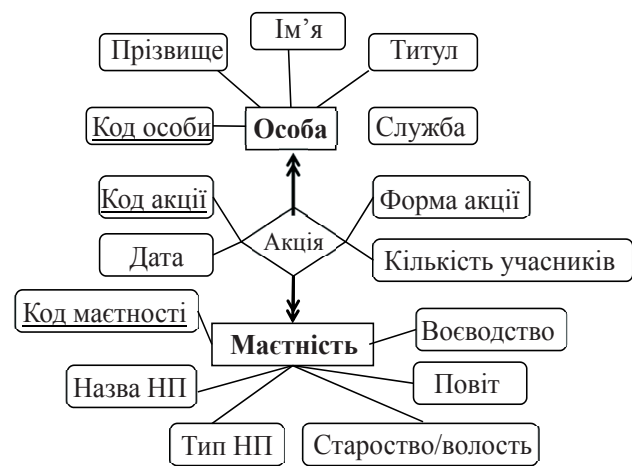 Ім’я
Прізвище
Титул
Код особи
Особа
Служба
Код акції
Форма акції
Дата
Акція
Кількість учасників
Код маєтності
Маєтність
Воєводство
Назва НП
Повіт
Тип НП
Староство/волость